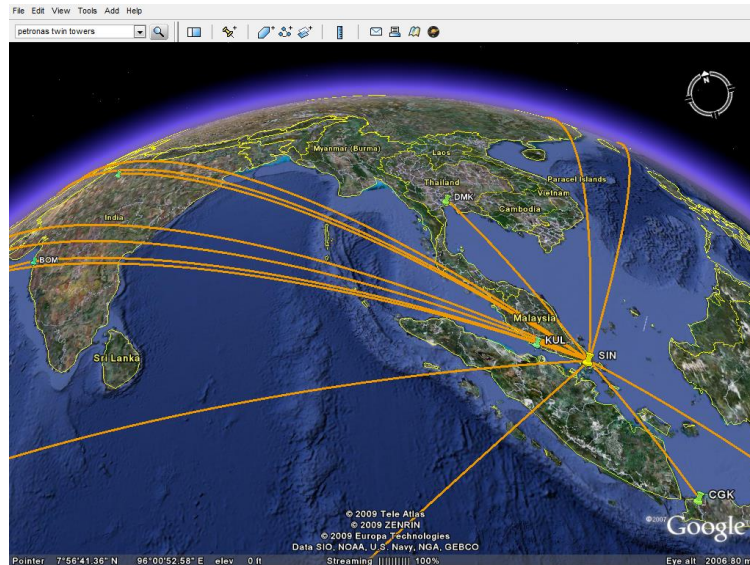 File Edit View Tools Add Help
petronas twin towers
N
Myanmar (Burma)
Laos
Paracel Islands
Thailand
Vietnam
DMK
Cambodia
India
BOM
Malaysia
KUL
SIN
Sri Lanka
CGK
© 2009 Tele Atlas
© 2009 ZENRIN
© 2009 Europa Technologies
Data SIO, NOAA, U.S. Navy, NGA, GEBCO
©2007 Google
Pointer 7°56'41.36" N 96°00'52.58" E elev 0 ft Streaming ||||||||| 100% Eye alt 2006.80 m